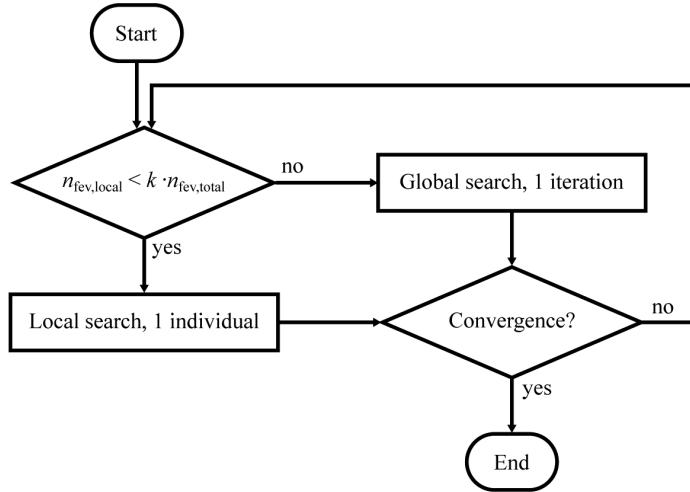 Start
n_fev,local < k · n_fev,total
no
Global search, 1 iteration
yes
Local search, 1 individual
Convergence?
no
yes
End